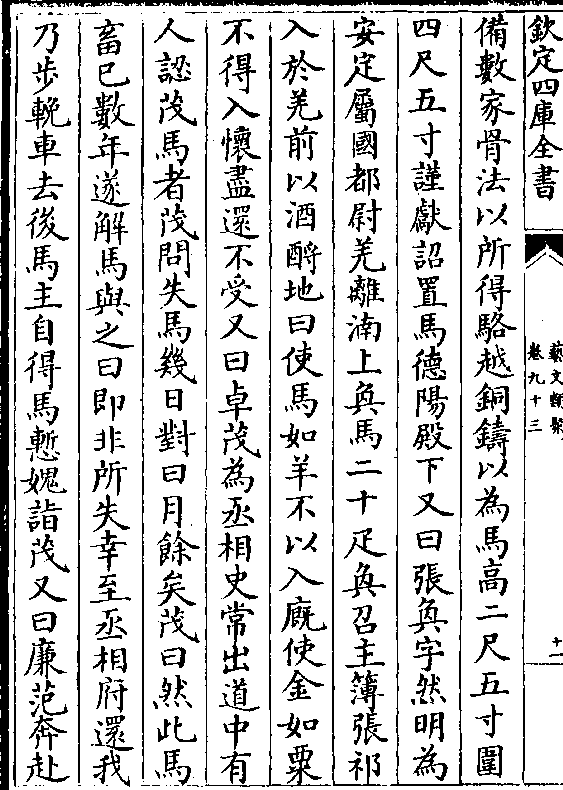 欽定四庫全書
藝文類聚
卷九十三
十一
備數家骨法以所得駱越銅鑄以為馬高二尺五寸圍
四尺五寸謹獻詔置馬德陽殿下又曰張奐字然明為
安定屬國都尉羌離湳上奐馬二十疋奐召主簿張祁
入於羌前以酒酹地曰使馬如羊不以入廐使金如粟
不得入懷盡還不受又曰卓茂為丞相史常出道中有
人認茂馬者茂問失馬幾日對曰月餘矣茂曰然此馬
畜已數年遂解馬與之曰即非所失幸至丞相府還我
乃步輓車去後馬主自得馬慙媿詣茂又曰廉范奔赴